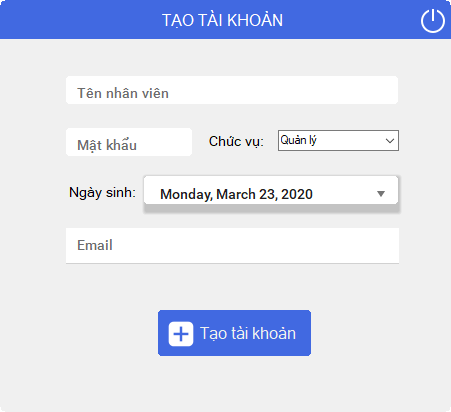 TẠO TÀI KHOẢN
Tên nhân viên
Mật khẩu
Chức vụ:
Quản lý
Ngày sinh:
Monday, March 23, 2020
Email
Tạo tài khoản